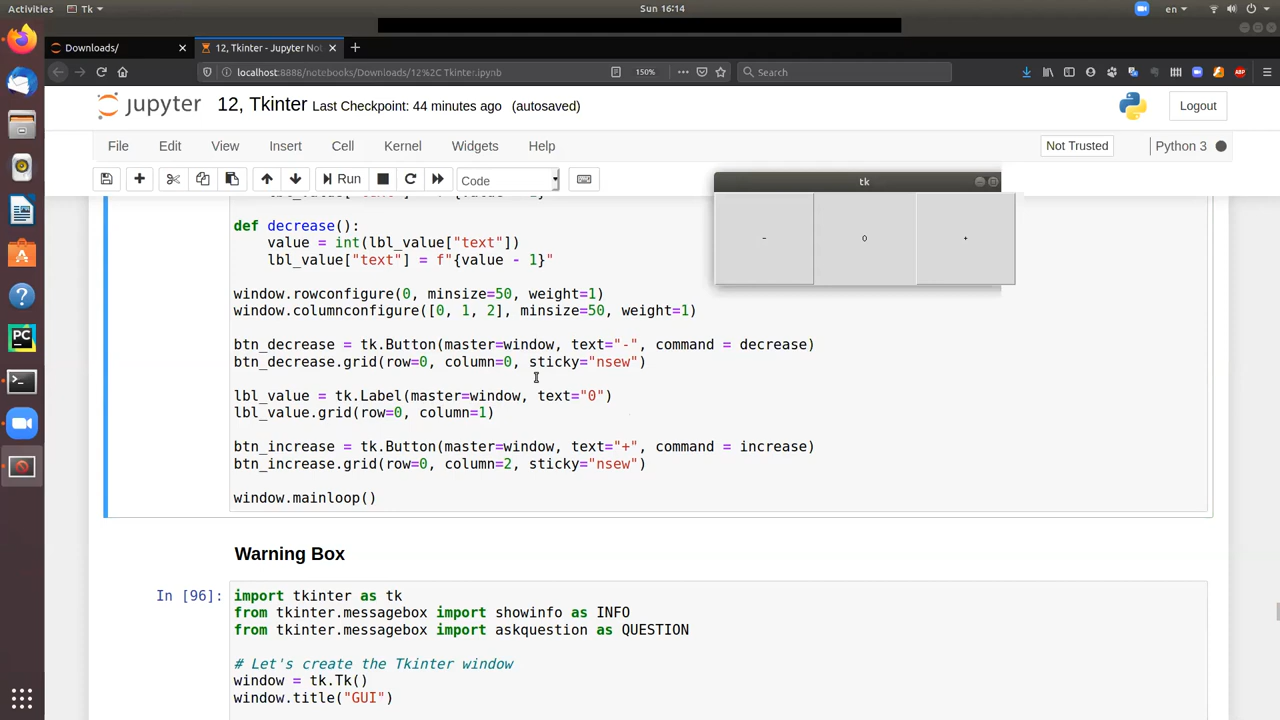 Activities
Tk
Sun 16:14
en
Downloads/
12, Tkinter - Jupyter No
localhost:8888/notebooks/Downloads/12%2C Tkinter.ipynb
150%
Search
ABP
jupyter
12, Tkinter
Last Checkpoint: 44 minutes ago
(autosaved)
Logout
File
Edit
View
Insert
Cell
Kernel
Widgets
Help
Not Trusted
Python 3
Run
Code
tk
-
0
+
def decrease():
value = int(lbl_value["text"])
lbl_value["text"] = f"{value - 1}"
window.rowconfigure(0, minsize=50, weight=1)
window.columnconfigure([0, 1, 2], minsize=50, weight=1)
btn_decrease = tk.Button(master=window, text="-", command = decrease)
btn_decrease.grid(row=0, column=0, sticky="nsew")
lbl_value = tk.Label(master=window, text="0")
lbl_value.grid(row=0, column=1)
btn_increase = tk.Button(master=window, text="+", command = increase)
btn_increase.grid(row=0, column=2, sticky="nsew")
window.mainloop()
PC
Warning Box
In [96]:
import tkinter as tk
from tkinter.messagebox import showinfo as INFO
from tkinter.messagebox import askquestion as QUESTION
# Let's create the Tkinter window
window = tk.Tk()
window.title("GUI")